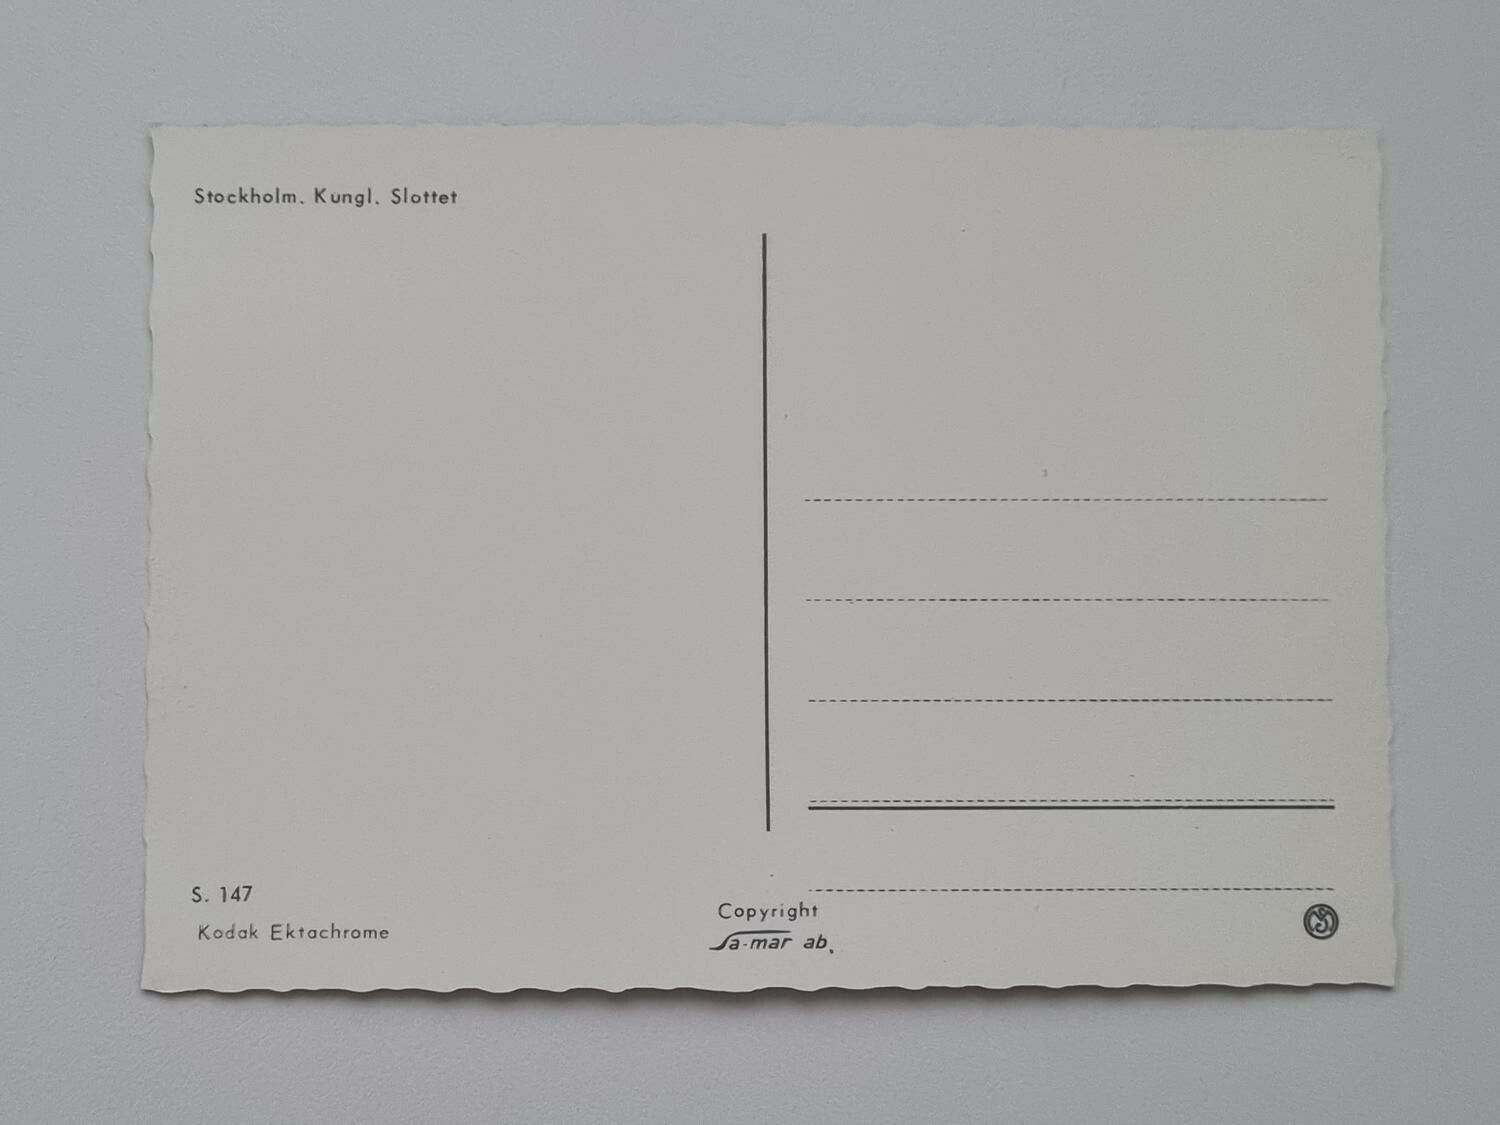 Stockholm. Kungl. Slottet
S. 147
Kodak Ektachrome
Copyright
Sa-mar ab.